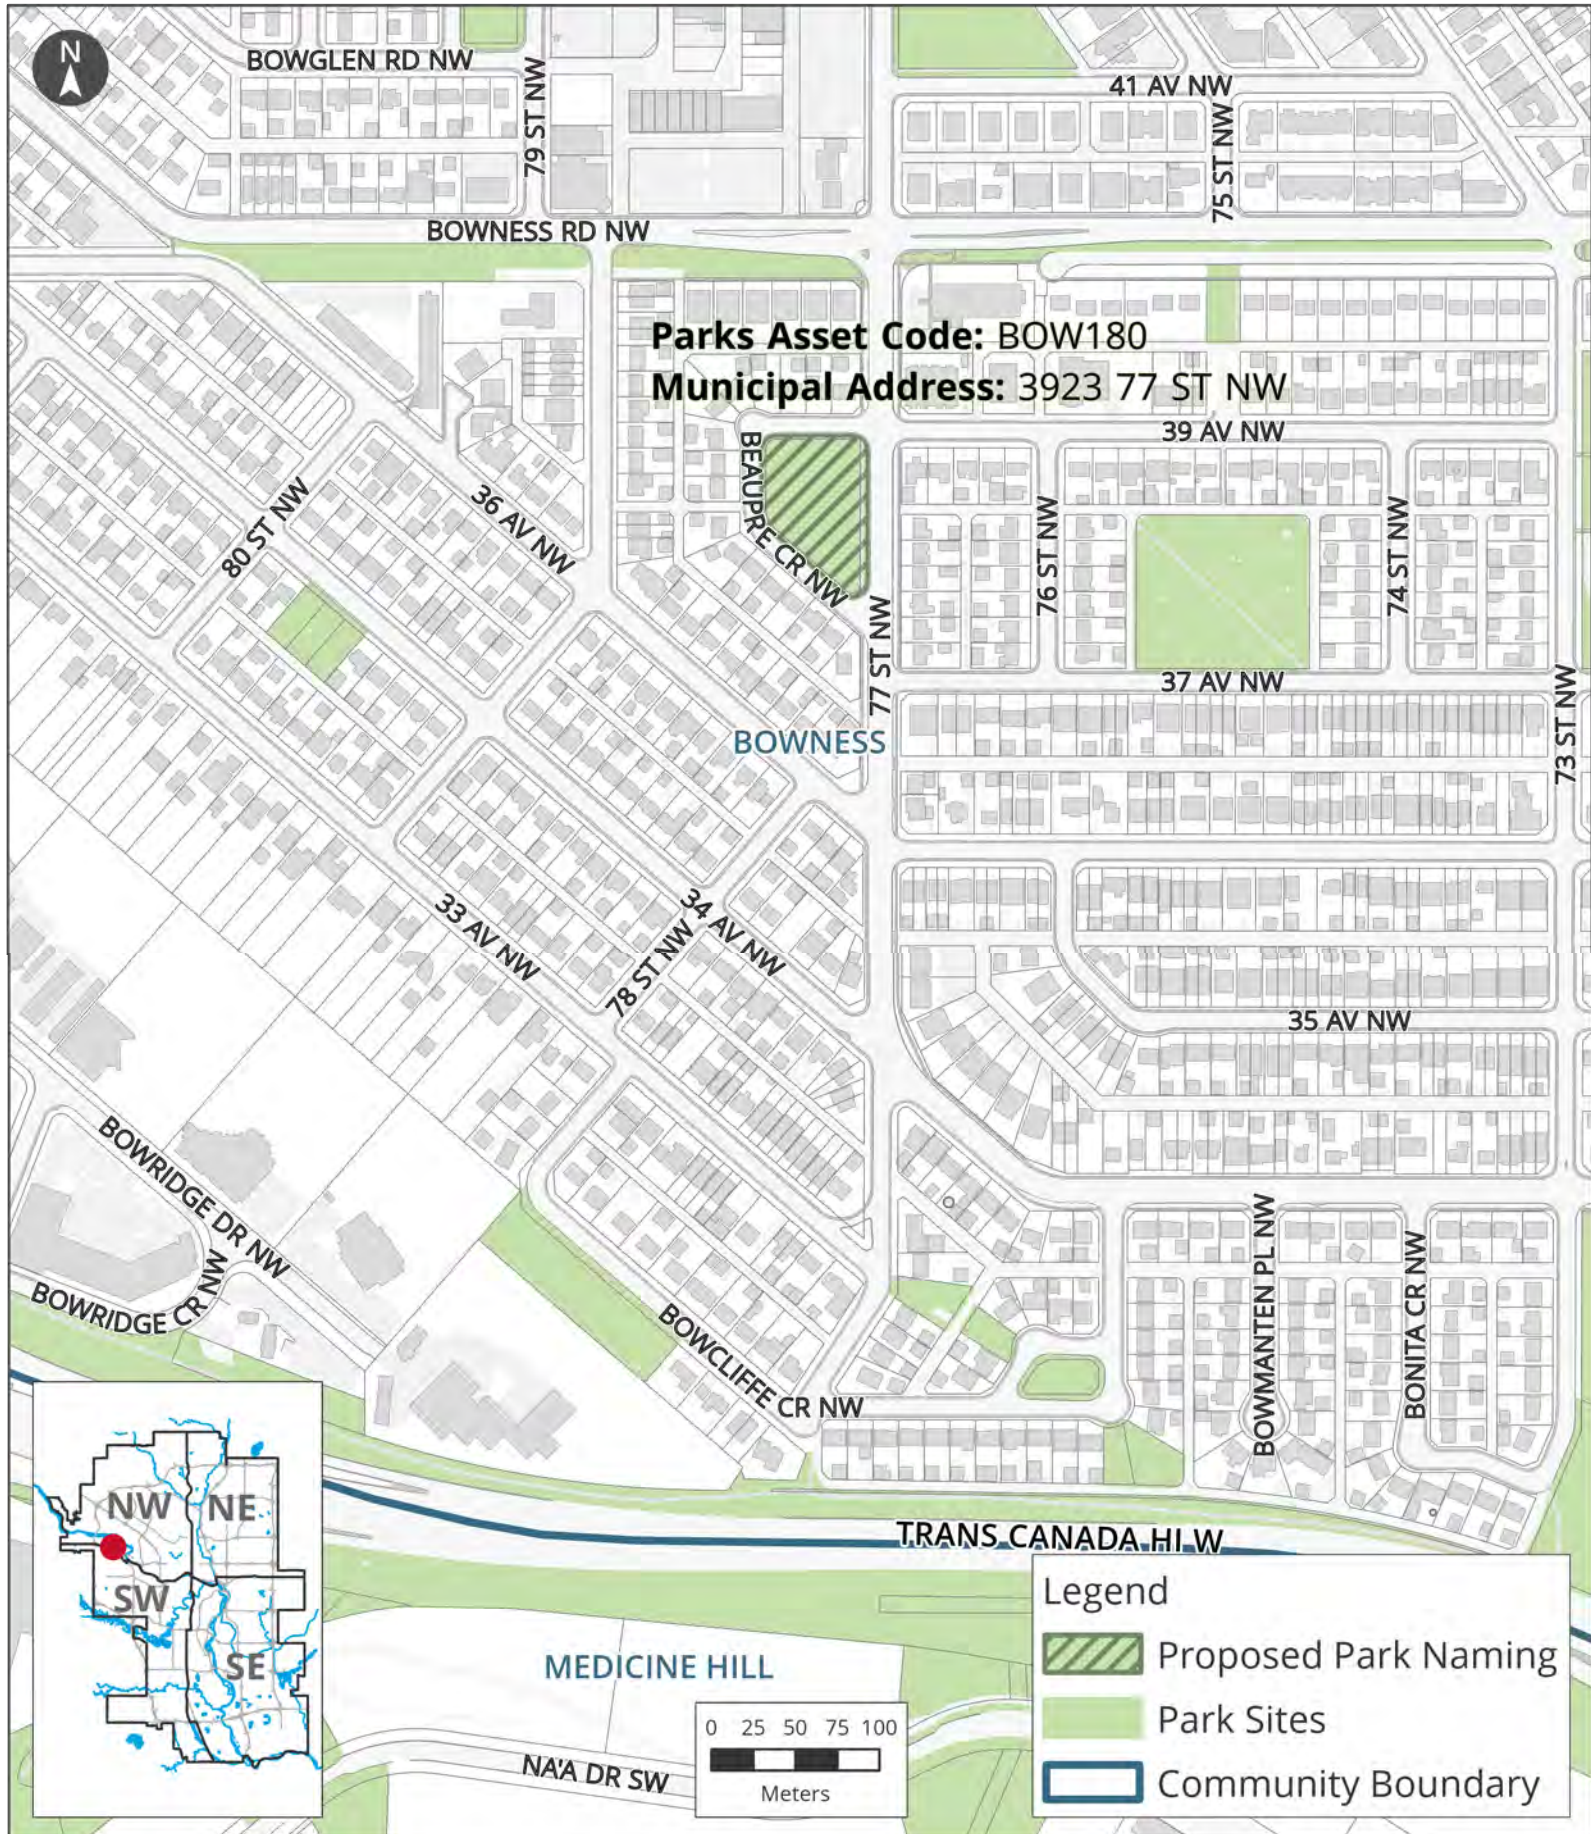 N
BOWGLEN RD NW
79 ST NW
41 AV NW
75 ST NW
BOWNESS RD NW
Parks Asset Code: BOW180
Municipal Address: 3923 77 ST NW
39 AV NW
BEAUPRE CR NW
36 AV NW
80 ST NW
76 ST NW
74 ST NW
77 ST NW
37 AV NW
73 ST NW
BOWNESS
33 AV NW
34 AV NW
78 ST NW
35 AV NW
BOWRIDGE DR NW
BOWRIDGE CR NW
BOWCLIFFE CR NW
BOWMANTEN PL NW
BONITA CR NW
TRANS CANADA HI W
NW
NE
SW
SE
MEDICINE HILL
NA'A DR SW
0 25 50 75 100
Meters
Legend
Proposed Park Naming
Park Sites
Community Boundary